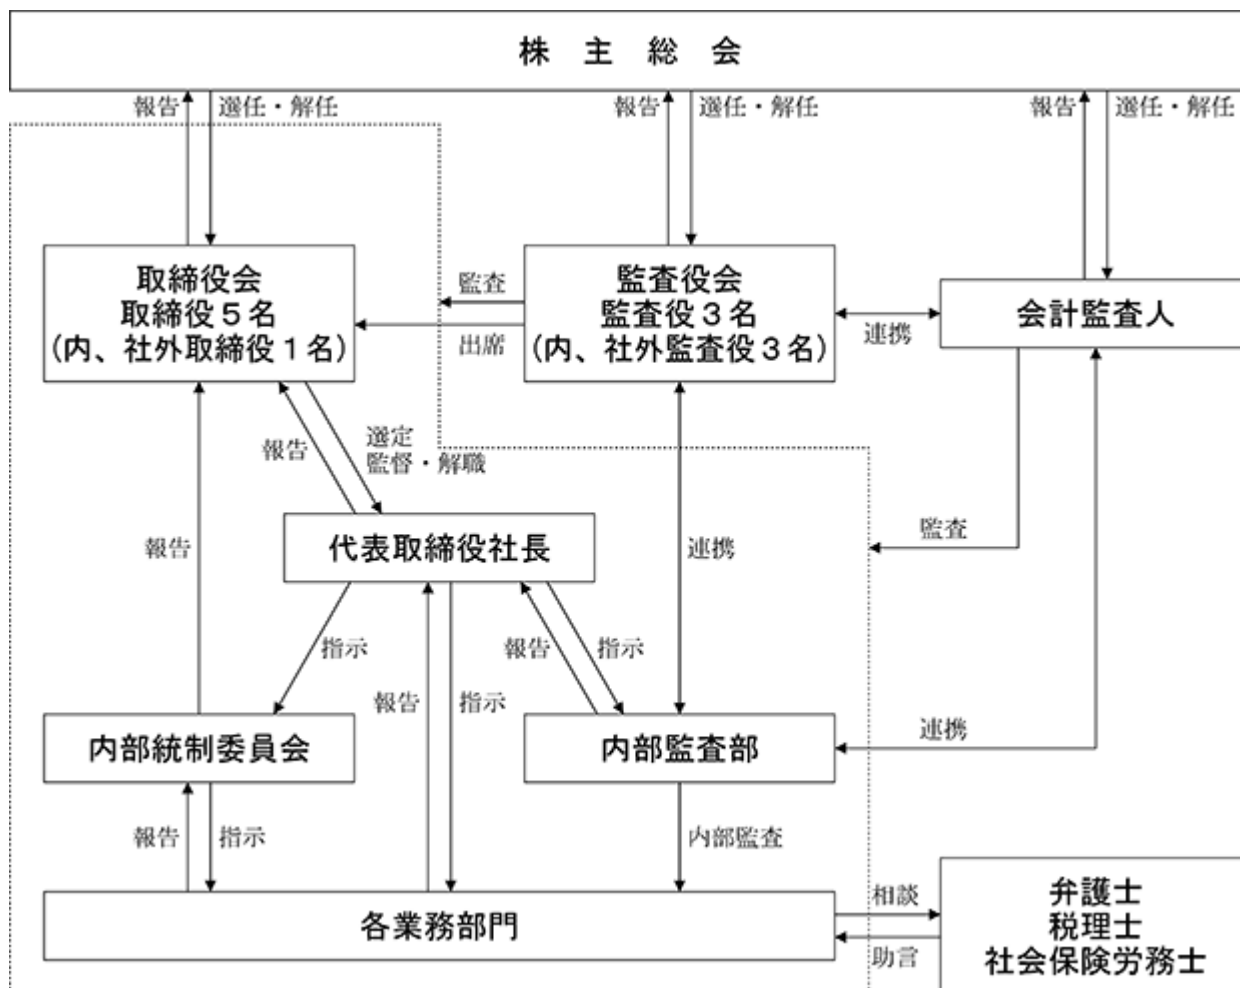 株 主 総 会
報告
選任・解任
報告
選任・解任
報告
選任・解任
取締役会
取締役５名
(内、社外取締役１名)
監査
出席
監査役会
監査役３名
(内、社外監査役３名)
連携
会計監査人
報告
選定
監督・解職
報告
代表取締役社長
連携
監査
指示
報告
指示
報告
指示
内部統制委員会
内部監査部
連携
報告
指示
内部監査
各業務部門
相談
助言
弁護士
税理士
社会保険労務士